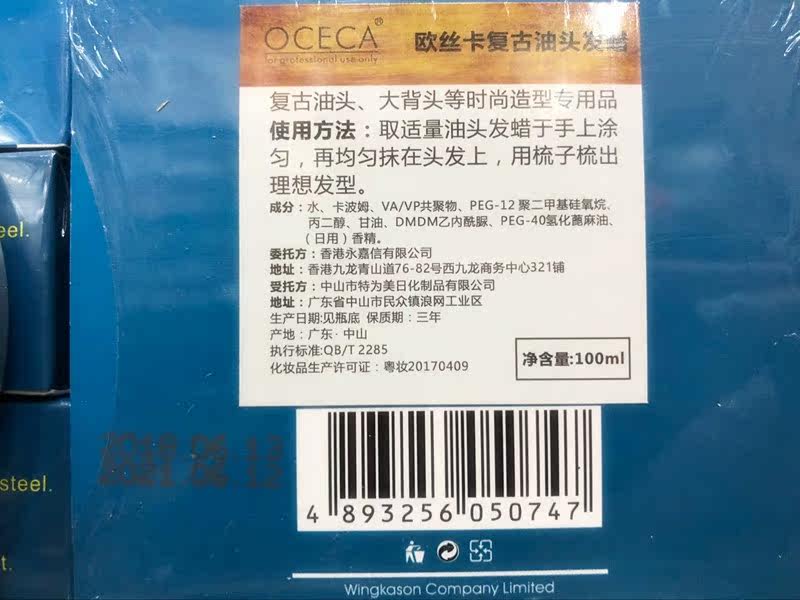 OCECA®
for professional use only
欧丝卡复古油头发蜡
复古油头、大背头等时尚造型专用品
使用方法：取适量油头发蜡于手上涂
匀，再均匀抹在头发上，用梳子梳出
理想发型。
成分：水、卡波姆、VA/VP共聚物、PEG-12 聚二甲基硅氧烷、
丙二醇、甘油、DMDM乙内酰脲、PEG-40氢化蓖麻油、
（日用）香精。
委托方：香港永嘉信有限公司
地址：香港九龙青山道76-82号西九龙商务中心321铺
受托方：中山市特为美日化制品有限公司
地址：广东省中山市民众镇浪网工业区
生产日期:见瓶底 保质期：三年
产地：广东·中山
执行标准:QB/T 2285
化妆品生产许可证：粤妆20170409
净含量:100ml
eel.
steel.
t.
4 893256 050747
Wingkason Company Limited